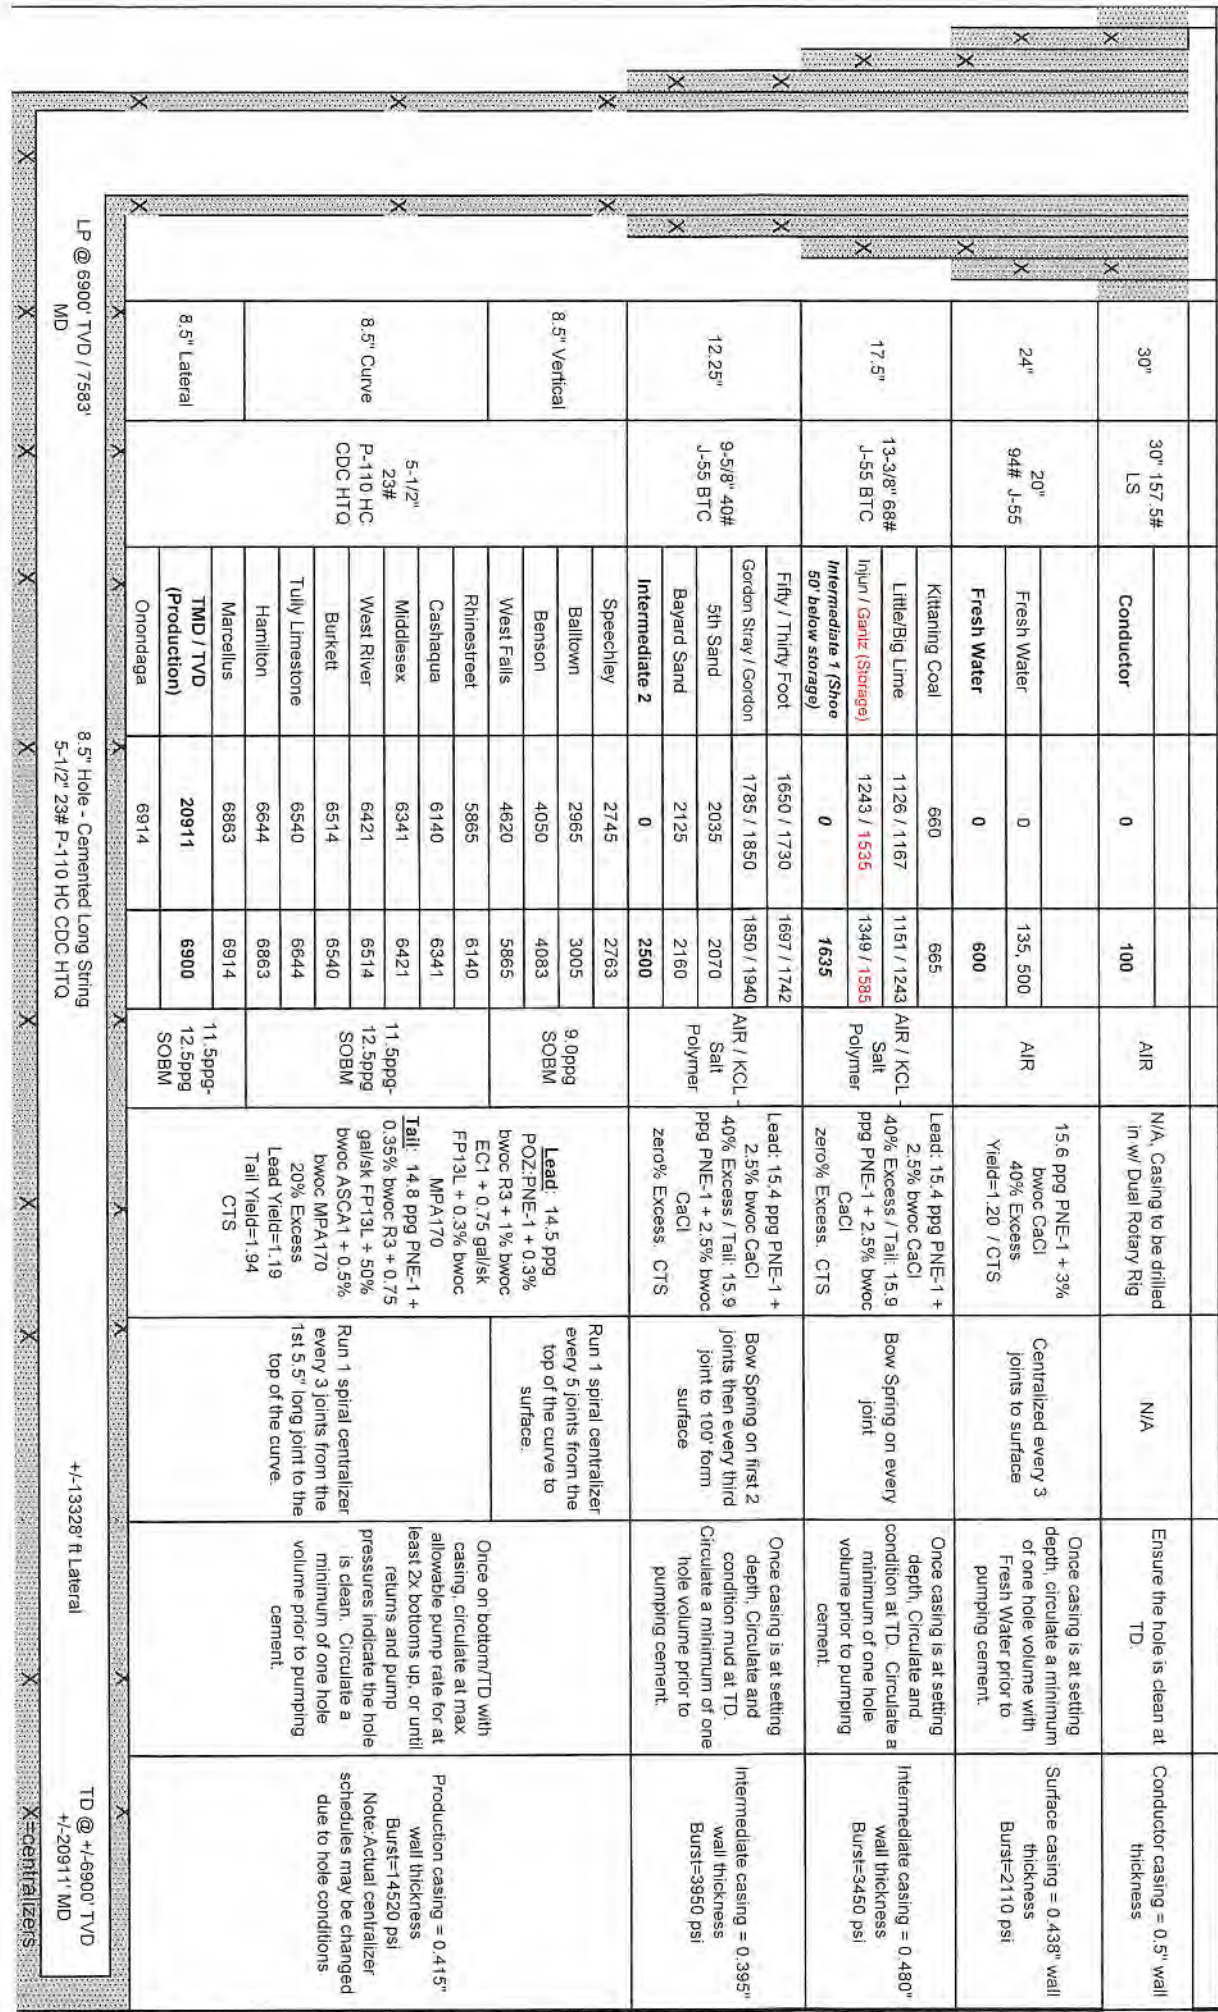 30"
30" 157.5#
LS
Conductor
0
100
AIR
N/A, Casing to be drilled
in w/ Dual Rotary Rig
N/A
Ensure the hole is clean at
TD.
Conductor casing = 0.5" wall
thickness
24"
20"
94# J-55
Fresh Water
0
135, 500
Fresh Water
0
600
AIR
15.6 ppg PNE-1 + 3%
bwoc CaCl
40% Excess
Yield=1.20 / CTS
Centralized every 3
joints to surface
Once casing is at setting
depth, circulate a minimum
of one hole volume with
Fresh Water prior to
pumping cement.
Surface casing = 0.438" wall
thickness
Burst=2110 psi
17.5"
13-3/8" 68#
J-55 BTC
Kittaning Coal
660
665
Little/Big Lime
1126 / 1167
1151 / 1243
Injun / Gantz (Storage)
1243 / 1535
1349 / 1585
Intermediate 1 (Shoe
50' below storage)
0
1635
AIR / KCL -
Salt
Polymer
Lead: 15.4 ppg PNE-1 +
2.5% bwoc CaCl
40% Excess / Tail: 15.9
ppg PNE-1 + 2.5% bwoc
CaCl
zero% Excess. CTS
Bow Spring on every
joint
Once casing is at setting
depth, Circulate and
condition at TD. Circulate a
minimum of one hole
volume prior to pumping
cement.
Intermediate casing = 0.480"
wall thickness
Burst=3450 psi
12.25"
9-5/8" 40#
J-55 BTC
Fifty / Thirty Foot
1650 / 1730
1697 / 1742
Gordon Stray / Gordon
1785 / 1850
1850 / 1940
5th Sand
2035
2070
Bayard Sand
2125
2160
Intermediate 2
0
2500
AIR / KCL -
Salt
Polymer
Lead: 15.4 ppg PNE-1 +
2.5% bwoc CaCl
40% Excess / Tail: 15.9
ppg PNE-1 + 2.5% bwoc
CaCl
zero% Excess. CTS
Bow Spring on first 2
joints then every third
joint to 100' form
surface
Once casing is at setting
depth, Circulate and
condition mud at TD.
Circulate a minimum of one
hole volume prior to
pumping cement.
Intermediate casing = 0.395"
wall thickness
Burst=3950 psi
8.5" Vertical
8.5" Curve
8.5" Lateral
5-1/2"
23#
P-110 HC
CDC HTQ
Speechley
2745
2763
Balltown
2965
3005
Benson
4050
4083
West Falls
4620
5865
Rhinestreet
5865
6140
Cashaqua
6140
6341
Middlesex
6341
6421
West River
6421
6514
Burkett
6514
6540
Tully Limestone
6540
6644
Hamilton
6644
6863
Marcellus
6863
6914
TMD / TVD
(Production)
20911
6900
Onondaga
6914
9.0ppg
SOBM
11.5ppg-
12.5ppg
SOBM
11.5ppg-
12.5ppg
SOBM
Lead: 14.5 ppg
POZ:PNE-1 + 0.3%
bwoc R3 + 1% bwoc
EC1 + 0.75 gal/sk
FP13L + 0.3% bwoc
MPA170
Tail: 14.8 ppg PNE-1 +
0.35% bwoc R3 + 0.75
gal/sk FP13L + 50%
bwoc ASCA1 + 0.5%
bwoc MPA170
20% Excess
Lead Yield=1.19
Tail Yield=1.94
CTS
Run 1 spiral centralizer
every 5 joints from the
top of the curve to
surface.
Run 1 spiral centralizer
every 3 joints from the
1st 5.5" long joint to the
top of the curve.
Once on bottom/TD with
casing, circulate at max
allowable pump rate for at
least 2x bottoms up, or until
returns and pump
pressures indicate the hole
is clean. Circulate a
minimum of one hole
volume prior to pumping
cement.
Production casing = 0.415"
wall thickness
Burst=14520 psi
Note:Actual centralizer
schedules may be changed
due to hole conditions
LP @ 6900' TVD / 7583'
MD
8.5" Hole - Cemented Long String
5-1/2" 23# P-110 HC CDC HTQ
+/-13328' ft Lateral
TD @ +/-6900' TVD
+/-20911' MD
X=centralizers